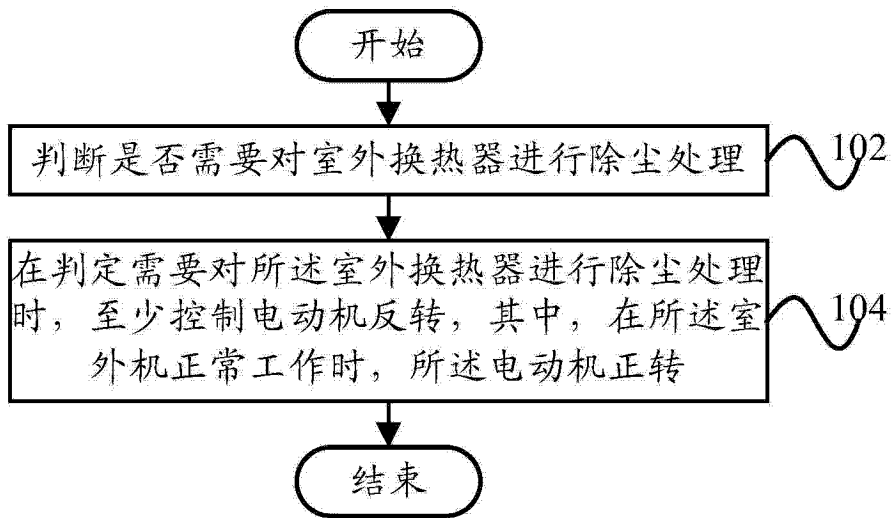 开始
判断是否需要对室外换热器进行除尘处理
102
在判定需要对所述室外换热器进行除尘处理
时，至少控制电动机反转，其中，在所述室
外机正常工作时，所述电动机正转
104
结束